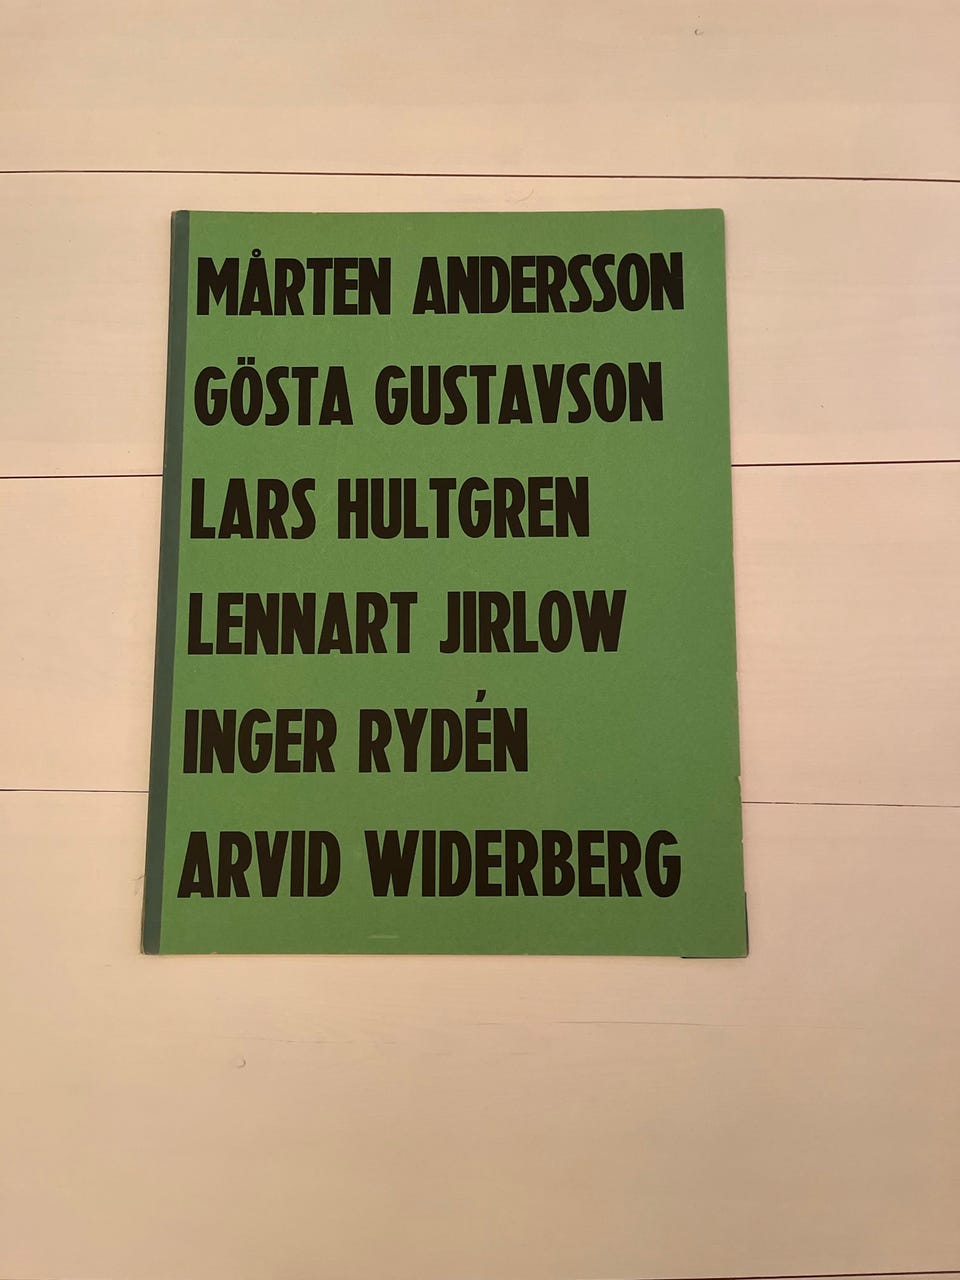 MÅRTEN ANDERSSON
GÖSTA GUSTAVSON
LARS HULTGREN
LENNART JIRLOW
INGER RYDÉN
ARVID WIDERBERG